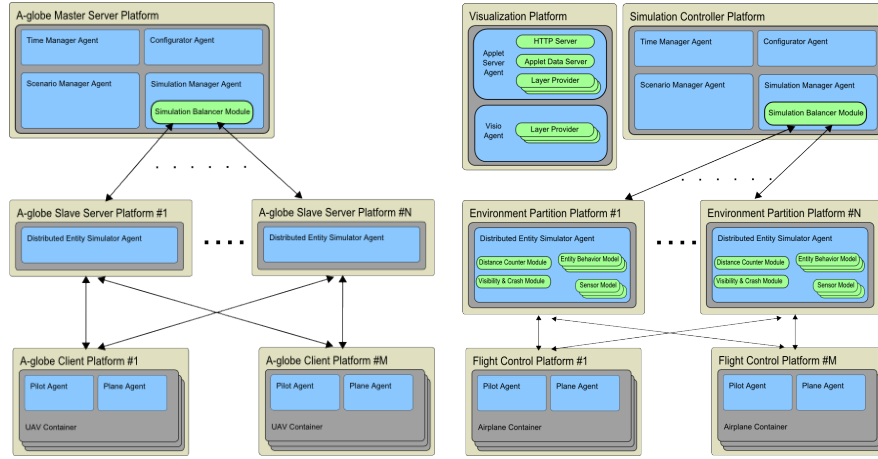 A-globe Master Server Platform
Time Manager Agent
Configurator Agent
Scenario Manager Agent
Simulation Manager Agent
Simulation Balancer Module
A-globe Slave Server Platform #1
Distributed Entity Simulator Agent
A-globe Slave Server Platform #N
Distributed Entity Simulator Agent
A-globe Client Platform #1
Pilot Agent
Plane Agent
UAV Container
A-globe Client Platform #M
Pilot Agent
Plane Agent
UAV Container
Visualization Platform
Applet
Server
Agent
HTTP Server
Applet Data Server
Layer Provider
Visio
Agent
Layer Provider
Simulation Controller Platform
Time Manager Agent
Configurator Agent
Scenario Manager Agent
Simulation Manager Agent
Simulation Balancer Module
Environment Partition Platform #1
Distributed Entity Simulator Agent
Distance Counter Module
Entity Behavior Model
Visibility & Crash Module
Sensor Model
Environment Partition Platform #N
Distributed Entity Simulator Agent
Distance Counter Module
Entity Behavior Model
Visibility & Crash Module
Sensor Model
Flight Control Platform #1
Pilot Agent
Plane Agent
Airplane Container
Flight Control Platform #M
Pilot Agent
Plane Agent
Airplane Container